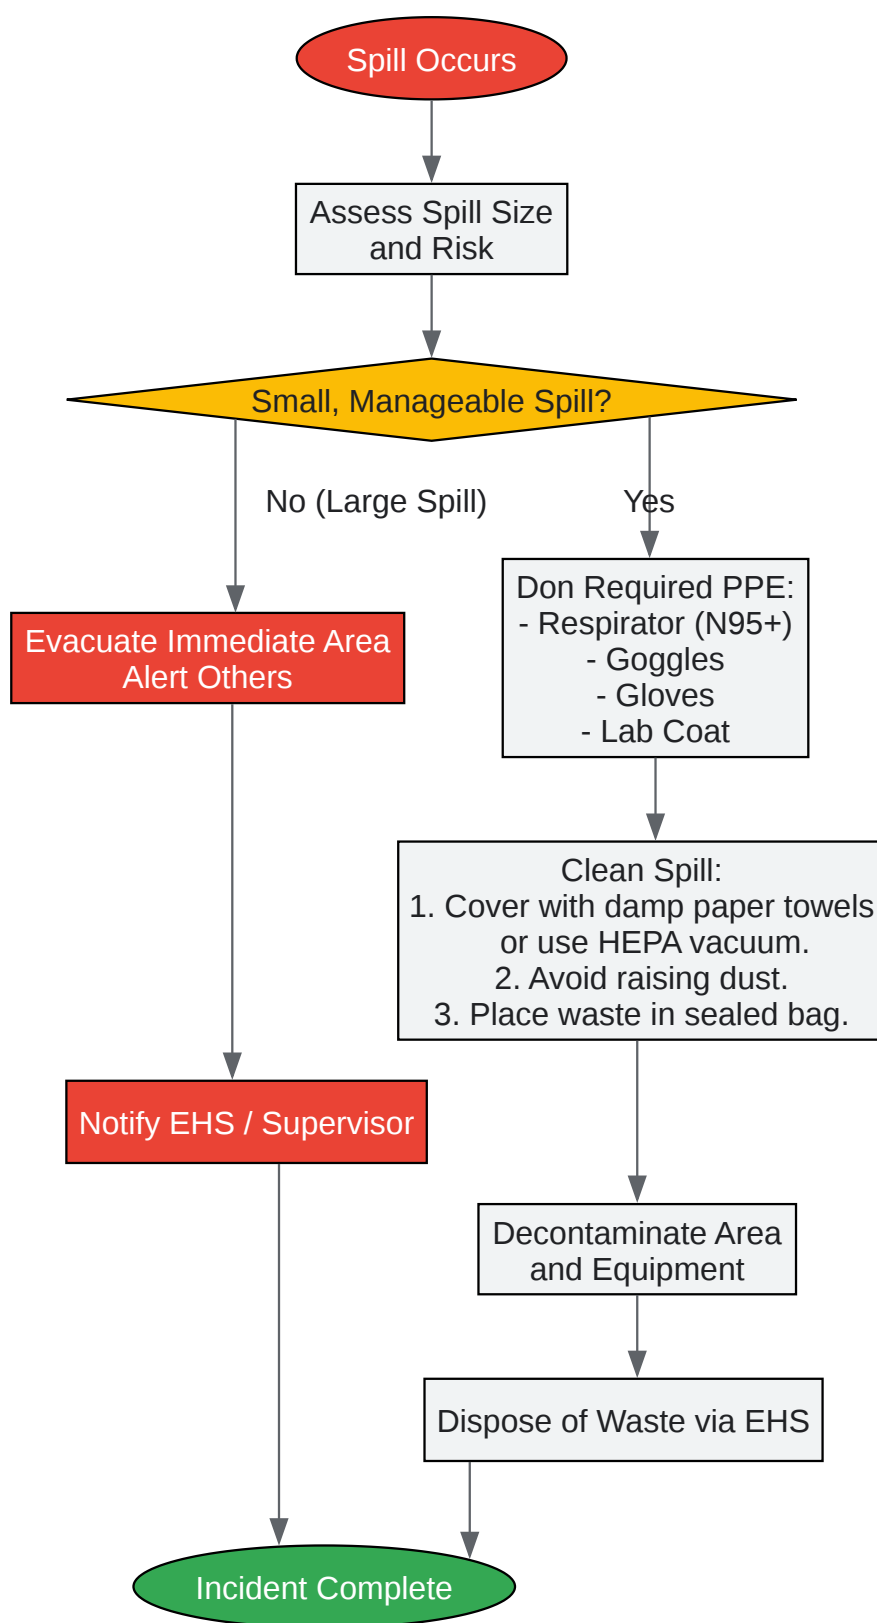 Spill Occurs
Assess Spill Size
and Risk
Small, Manageable Spill?
No (Large Spill)
Yes
Evacuate Immediate Area
Alert Others
Don Required PPE:
- Respirator (N95+)
- Goggles
- Gloves
- Lab Coat
Clean Spill:
1. Cover with damp paper towels
or use HEPA vacuum.
2. Avoid raising dust.
3. Place waste in sealed bag.
Notify EHS / Supervisor
Decontaminate Area
and Equipment
Dispose of Waste via EHS
Incident Complete